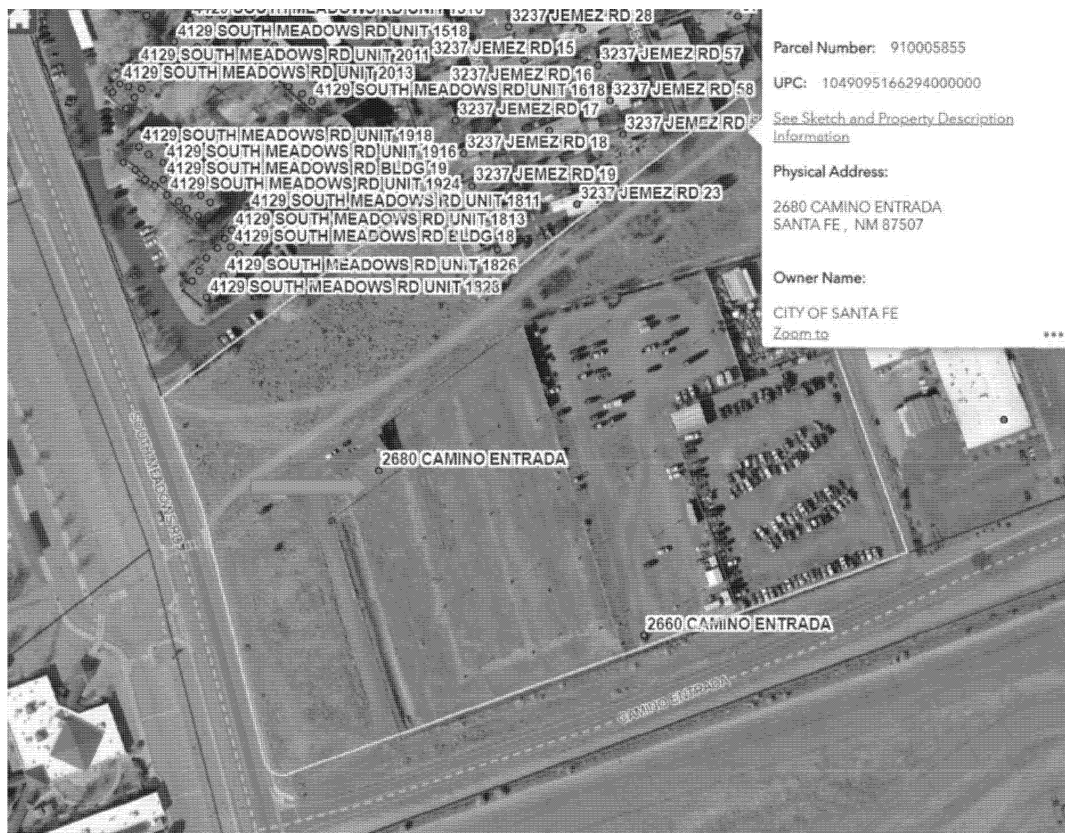 4129 SOUTH MEADOWS RD UNIT 1518
3237 JEMEZ RD 28
4129 SOUTH MEADOWS RD UNIT 2011
3237 JEMEZ RD 15
3237 JEMEZ RD 57
4129 SOUTH MEADOWS RD UNIT 2013
3237 JEMEZ RD 16
4129 SOUTH MEADOWS RD UNIT 1618
3237 JEMEZ RD 58
3237 JEMEZ RD 17
3237 JEMEZ RD
4129 SOUTH MEADOWS RD UNIT 1918
3237 JEMEZ RD 18
4129 SOUTH MEADOWS RD UNIT 1916
4129 SOUTH MEADOWS RD BLDG 19
3237 JEMEZ RD 19
4129 SOUTH MEADOWS RD UNIT 1924
3237 JEMEZ RD 23
4129 SOUTH MEADOWS RD UNIT 1811
4129 SOUTH MEADOWS RD UNIT 1813
4129 SOUTH MEADOWS RD BLDG 18
4129 SOUTH MEADOWS RD UNIT 1826
4129 SOUTH MEADOWS RD UNIT 1828
SOUTH MEADOWS RD
2680 CAMINO ENTRADA
2660 CAMINO ENTRADA
CAMINO ENTRADA
Parcel Number: 910005855
UPC: 1049095166294000000
See Sketch and Property Description
Information
Physical Address:
2680 CAMINO ENTRADA
SANTA FE , NM 87507
Owner Name:
CITY OF SANTA FE
Zoom to